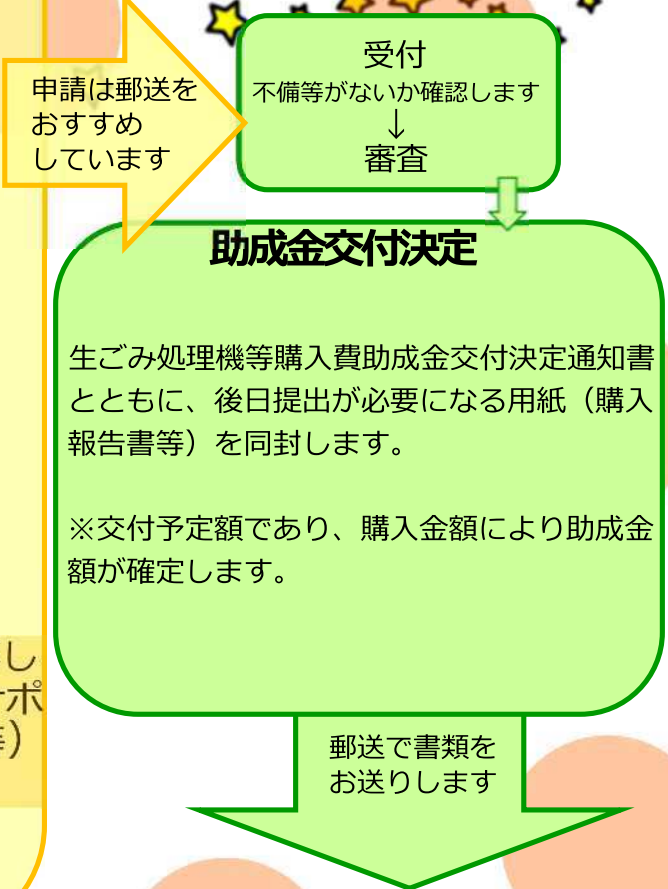 申請は郵送を
おすすめ
しています
受付
不備等がないか確認します
↓
審査
助成金交付決定
生ごみ処理機等購入費助成金交付決定通知書
とともに、後日提出が必要になる用紙（購入
報告書等）を同封します。
※交付予定額であり、購入金額により助成金
額が確定します。
し
ポ
）
郵送で書類を
お送りします